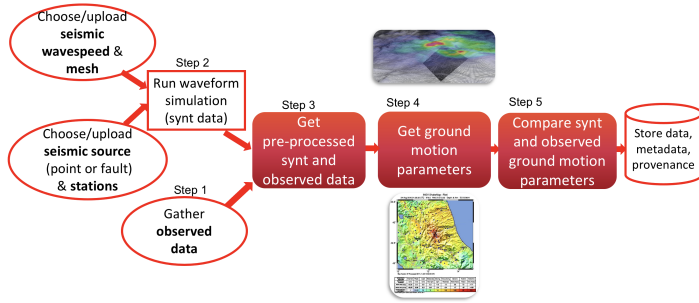 Choose/upload
seismic
wavespeed &
mesh
Step 2
Run waveform
simulation
(synt data)
Choose/upload
seismic source
(point or fault)
& stations
Step 1
Gather
observed
data
Step 3
Get
pre-processed
synt and
observed data
Step 4
Get ground
motion
parameters
Step 5
Compare synt
and observed
ground motion
parameters
Store data,
metadata,
provenance